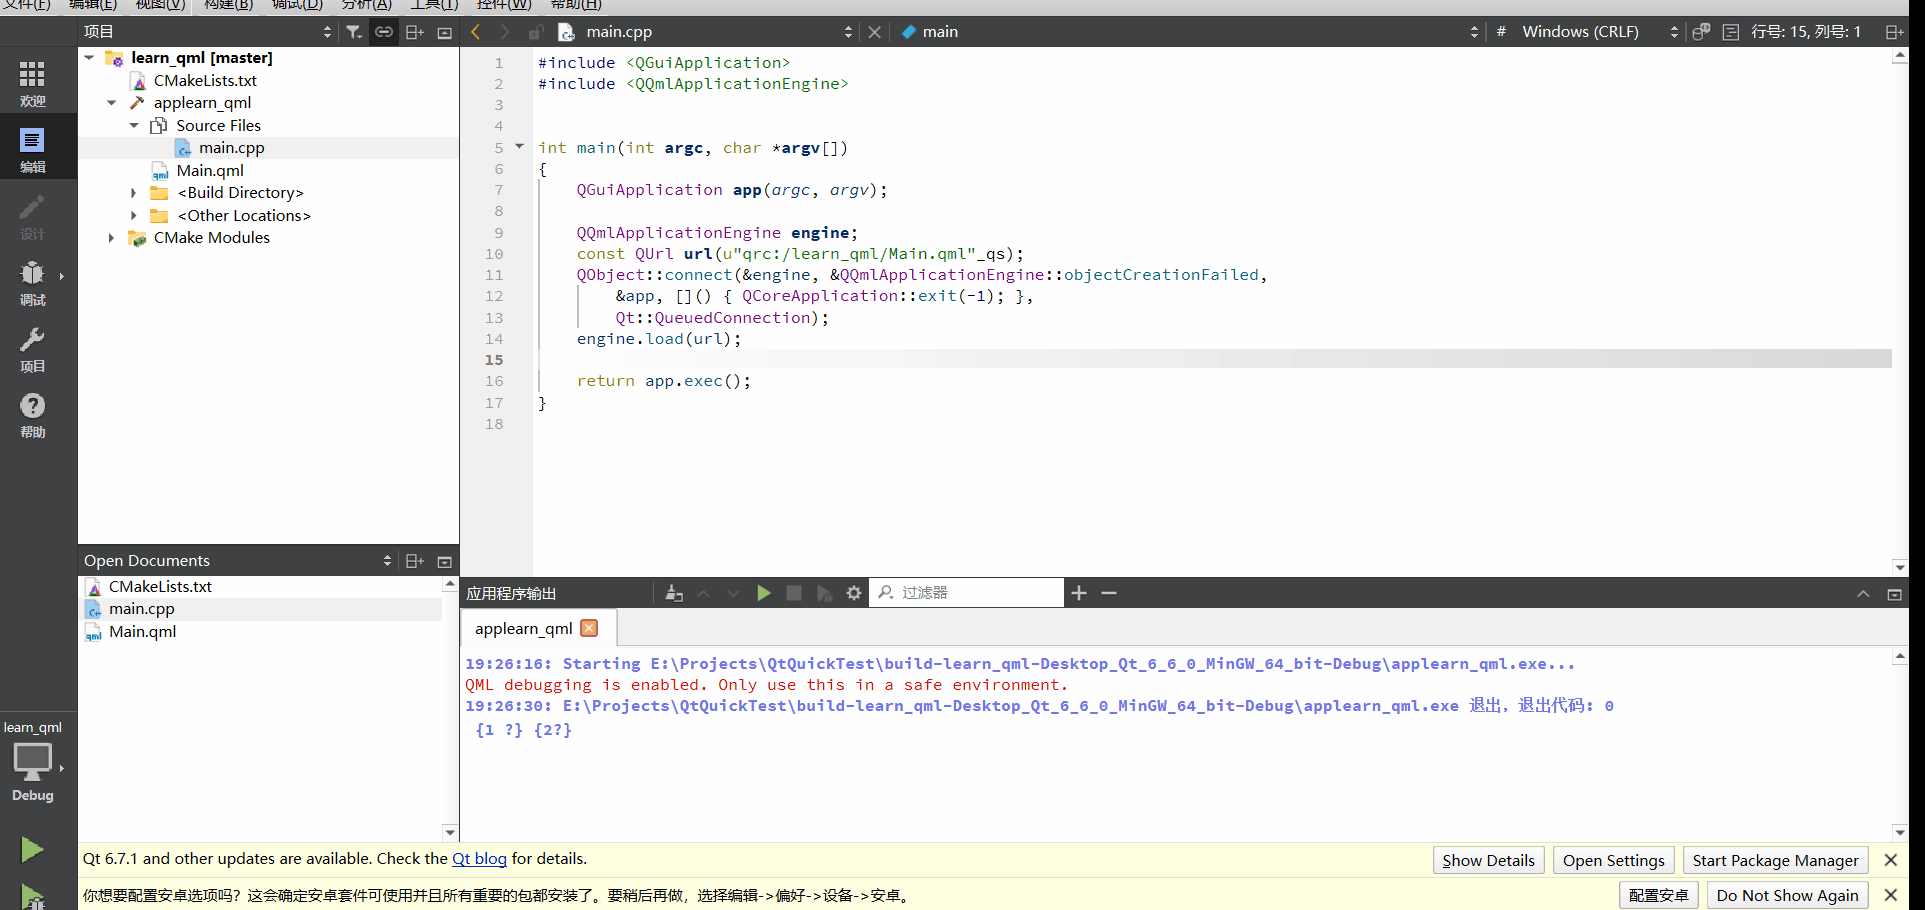 文件(F) 编辑(E) 视图(V) 构建(B) 调试(D) 分析(A) 工具(T) 控件(W) 帮助(H)
项目
main.cpp
main
#
Windows (CRLF)
行号: 15, 列号: 1
欢迎
编辑
设计
调试
项目
帮助
learn_qml [master]
CMakeLists.txt
applearn_qml
Source Files
main.cpp
Main.qml
<Build Directory>
<Other Locations>
CMake Modules
1 #include <QGuiApplication>
2 #include <QQmlApplicationEngine>
3
4
5 int main(int argc, char *argv[])
6 {
7 QGuiApplication app(argc, argv);
8
9 QQmlApplicationEngine engine;
10 const QUrl url(u"qrc:/learn_qml/Main.qml"_qs);
11 QObject::connect(&engine, &QQmlApplicationEngine::objectCreationFailed,
12 &app, []() { QCoreApplication::exit(-1); },
13 Qt::QueuedConnection);
14 engine.load(url);
15
16 return app.exec();
17 }
18
Open Documents
CMakeLists.txt
main.cpp
Main.qml
应用程序输出
过滤器
applearn_qml
19:26:16: Starting E:\Projects\QtQuickTest\build-learn_qml-Desktop_Qt_6_6_0_MinGW_64_bit-Debug\applearn_qml.exe...
QML debugging is enabled. Only use this in a safe environment.
19:26:30: E:\Projects\QtQuickTest\build-learn_qml-Desktop_Qt_6_6_0_MinGW_64_bit-Debug\applearn_qml.exe 退出，退出代码: 0
{1 ?} {2?}
learn_qml
Debug
Qt 6.7.1 and other updates are available. Check the Qt blog for details.
Show Details
Open Settings
Start Package Manager
你想要配置安卓选项吗？这会确定安卓套件可使用并且所有重要的包都安装了。要稍后再做，选择编辑->偏好->设备->安卓。
配置安卓
Do Not Show Again